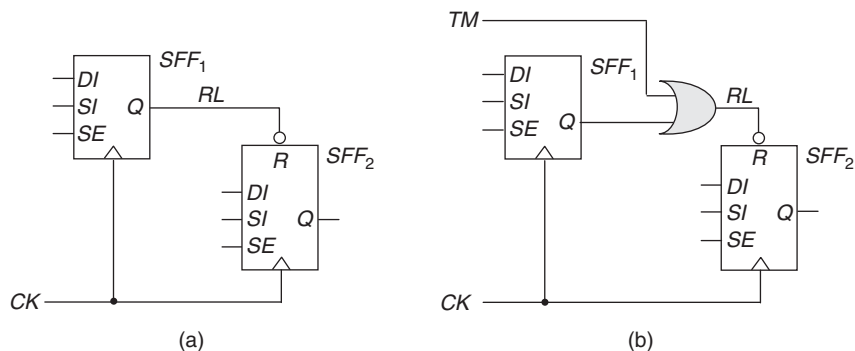 SFF1
DI
SI
SE
Q
RL
R
SFF2
DI
SI
SE
Q
CK
(a)
TM
SFF1
DI
SI
SE
Q
RL
R
SFF2
DI
SI
SE
Q
CK
(b)